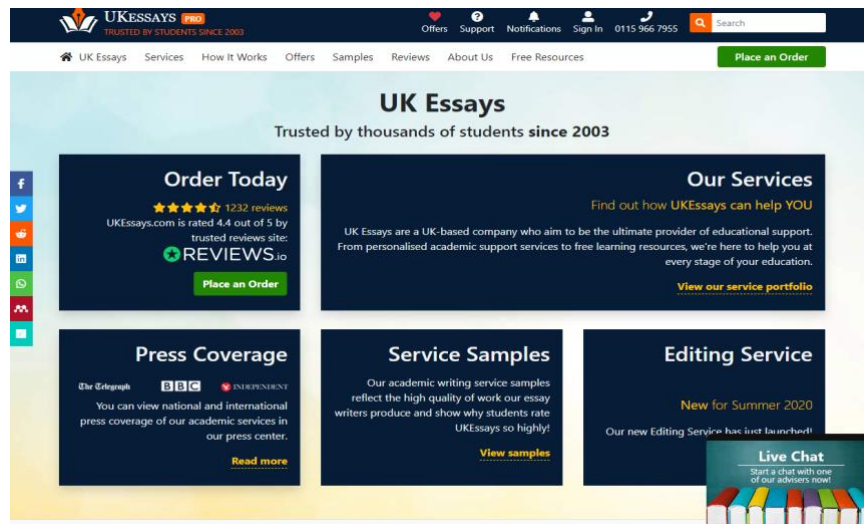 UKESSAYS PRO
TRUSTED BY STUDENTS SINCE 2003
Offers Support Notifications Sign In 0115 966 7955 Search
UK Essays Services How It Works Offers Samples Reviews About Us Free Resources Place an Order
UK Essays
Trusted by thousands of students since 2003
Order Today
1232 reviews
UKEssays.com is rated 4.4 out of 5 by
trusted reviews site:
REVIEWS.io
Place an Order
Our Services
Find out how UKEssays can help YOU
UK Essays are a UK-based company who aim to be the ultimate provider of educational support.
From personalised academic support services to free learning resources, we're here to help you at
every stage of your education.
View our service portfolio
Press Coverage
The Telegraph BBC INDEPENDENT
You can view national and international
press coverage of our academic services in
our press center.
Read more
Service Samples
Our academic writing service samples
reflect the high quality of work our essay
writers produce and show why students rate
UKEssays so highly!
View samples
Editing Service
New for Summer 2020
Our new Editing Service has just launched!
Live Chat
Start a chat with one
of our advisers now!